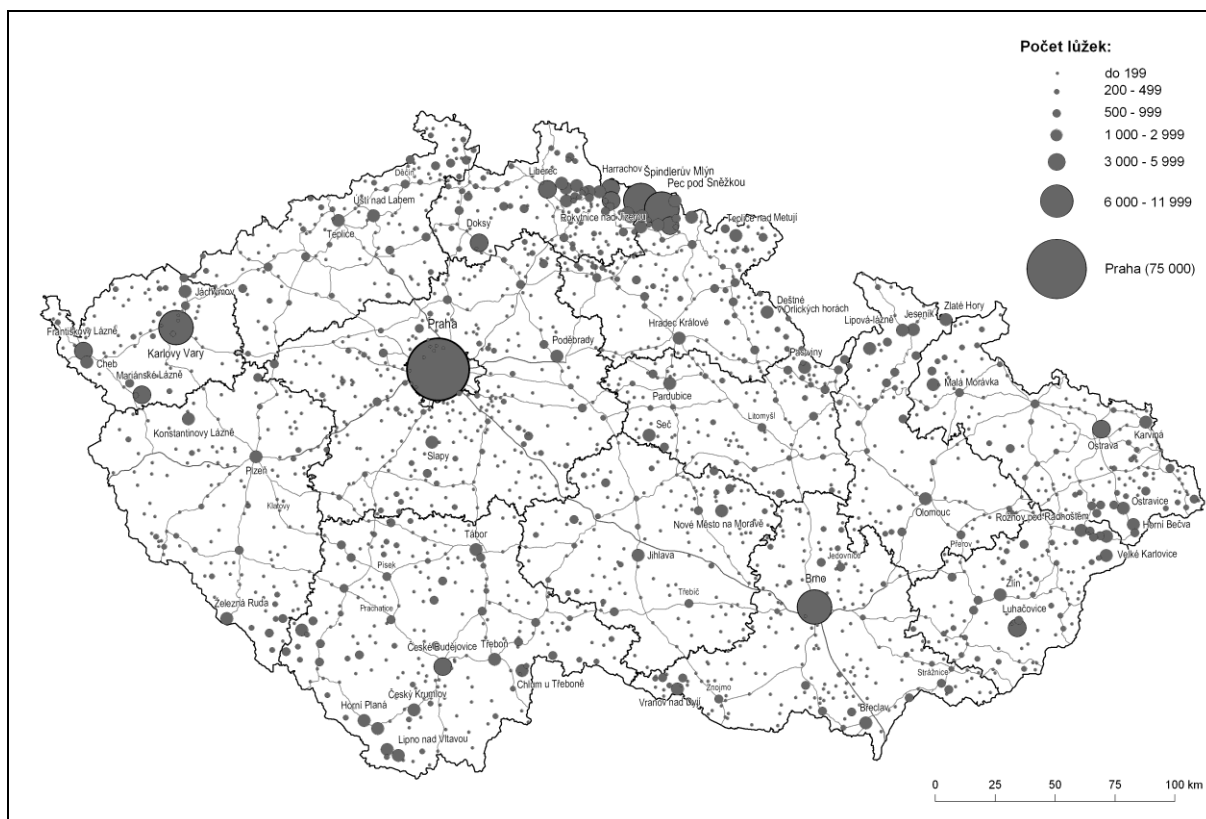 Počet lůžek:
do 199
200 - 499
500 - 999
1 000 - 2 999
3 000 - 5 999
6 000 - 11 999
Praha (75 000)
Děčín
Ústí nad Labem
Teplice
Liberec
Harrachov
Špindlerův Mlýn
Pec pod Sněžkou
Rokytnice nad Jizerou
Teplice nad Metují
Doksy
Jáchymov
Františkovy Lázně
Karlovy Vary
Cheb
Mariánské Lázně
Konstantinovy Lázně
Praha
Poděbrady
Hradec Králové
Deštné
v Orlických horách
Lipová-lázně
Jeseník
Zlaté Hory
Pastviny
Malá Morávka
Pardubice
Litomyšl
Seč
Slapy
Plzeň
Klatovy
Ostrava
Karviná
Olomouc
Ostravice
Rožnov pod Radhoštěm
Horní Bečva
Přerov
Velké Karlovice
Nové Město na Moravě
Jedovnice
Jihlava
Tábor
Písek
Prachatice
Železná Ruda
Třebíč
Brno
Zlín
Luhačovice
České Budějovice
Třeboň
Chlum u Třeboně
Český Krumlov
Horní Planá
Lipno nad Vltavou
Vranov nad Dyjí
Znojmo
Strážnice
Břeclav
0 25 50 75 100 km